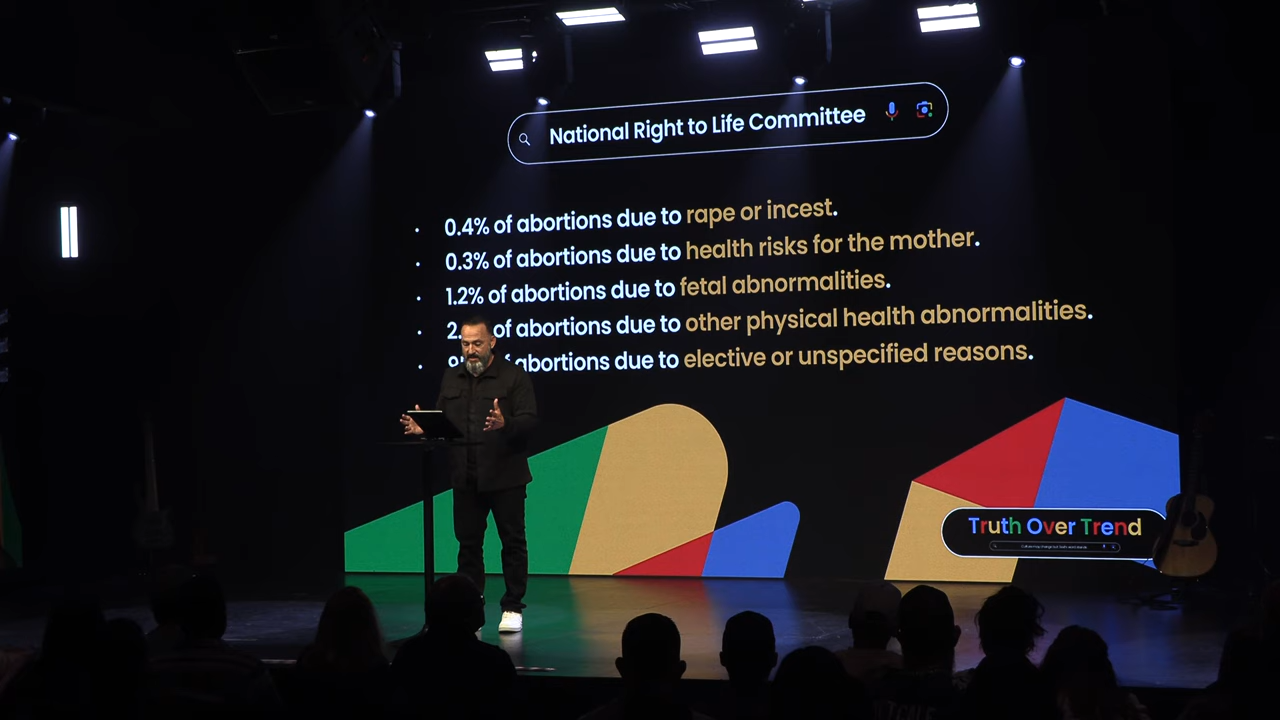 National Right to Life Committee
0.4% of abortions due to rape or incest.
0.3% of abortions due to health risks for the mother.
1.2% of abortions due to fetal abnormalities.
of abortions due to other physical health abnormalities.
abortions due to elective or unspecified reasons.
Truth Over Trend